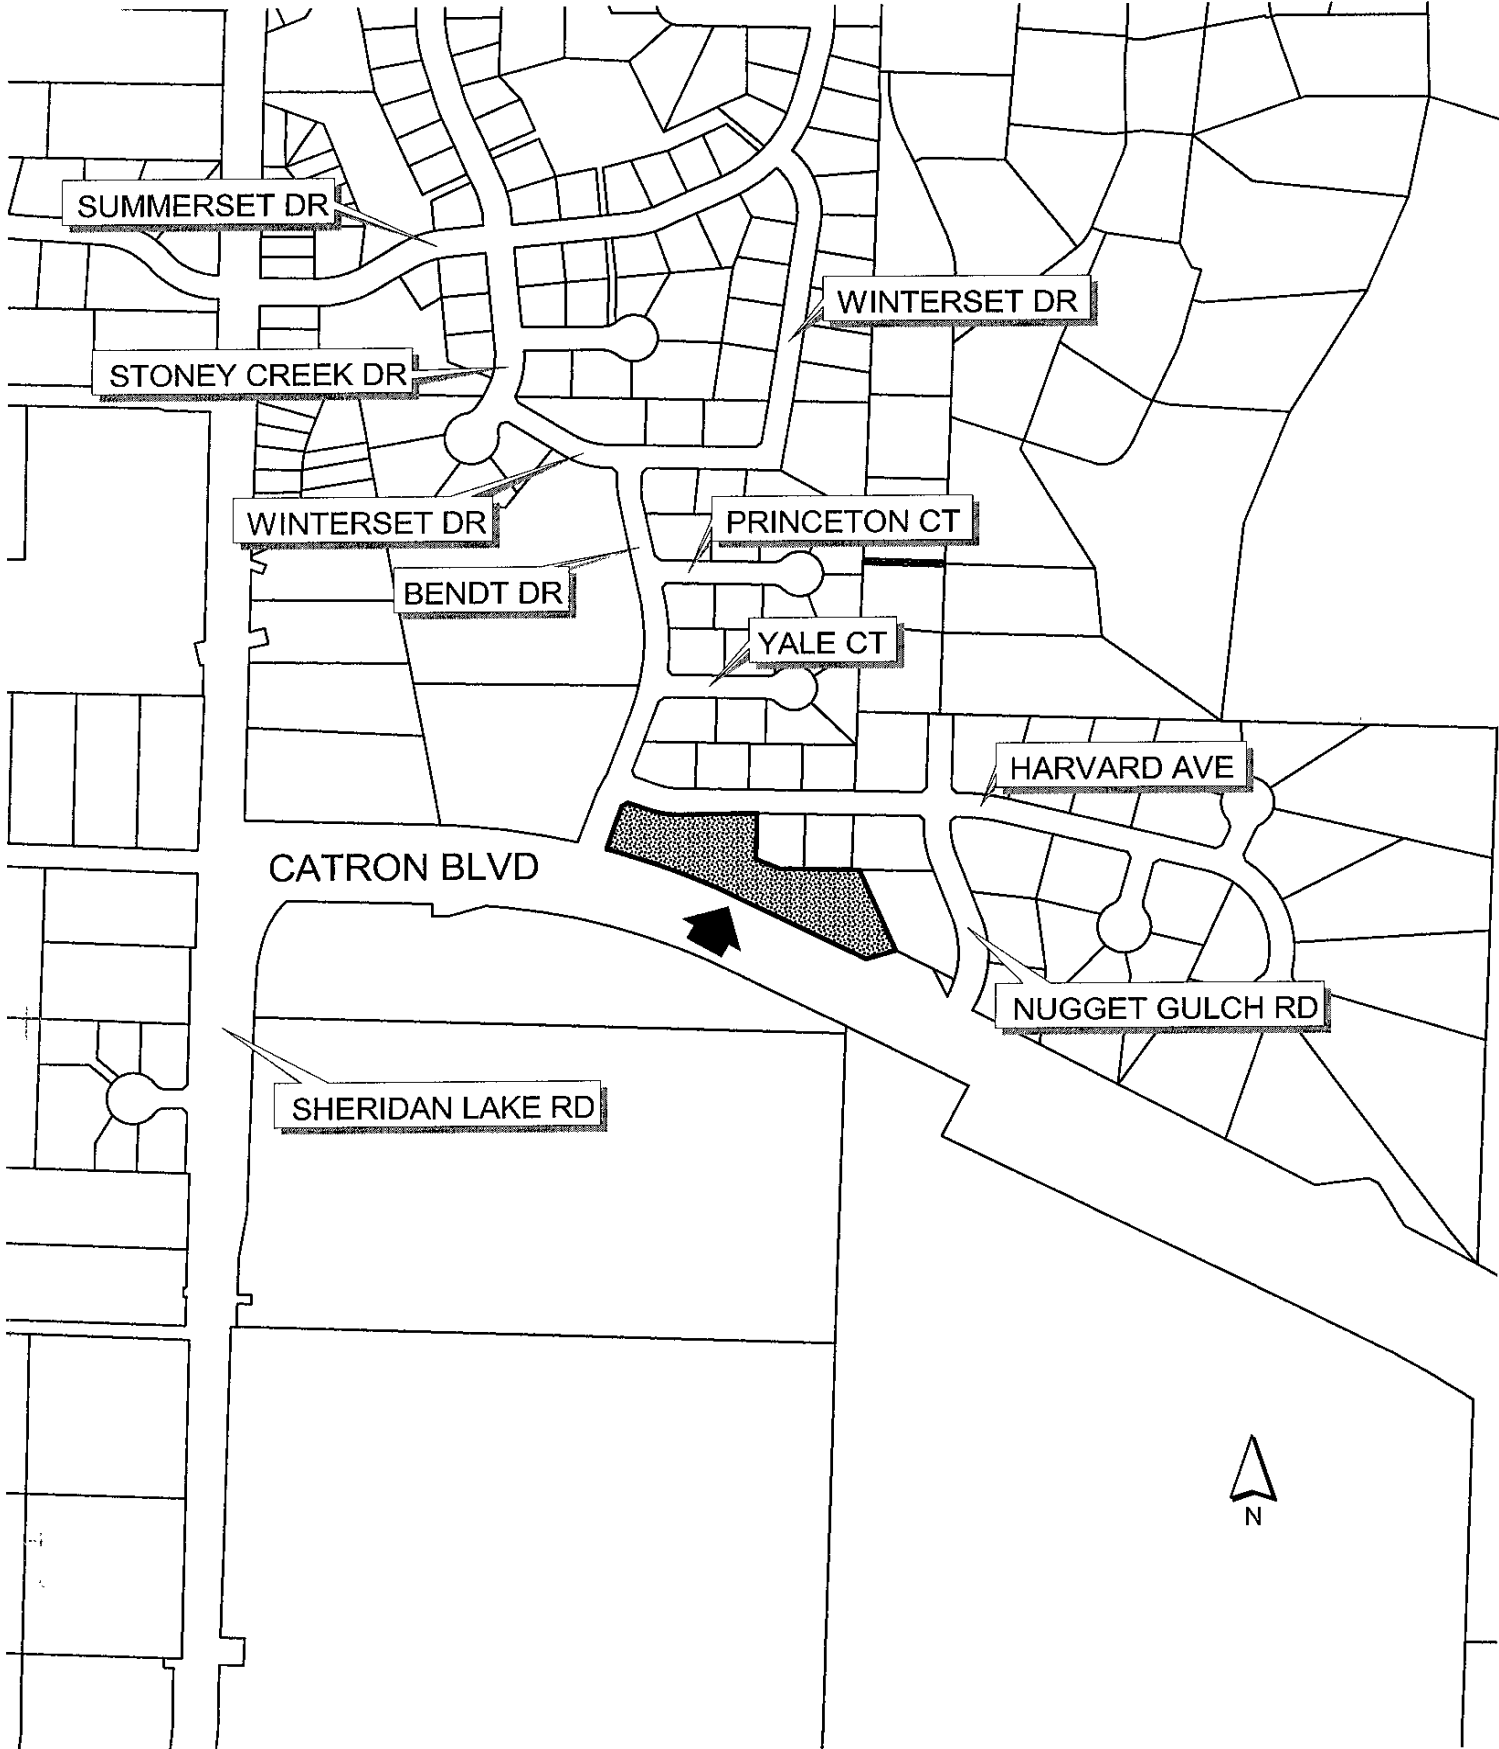 SUMMERSET DR
WINTERSET DR
STONEY CREEK DR
WINTERSET DR
PRINCETON CT
BENDT DR
YALE CT
HARVARD AVE
CATRON BLVD
NUGGET GULCH RD
SHERIDAN LAKE RD
N